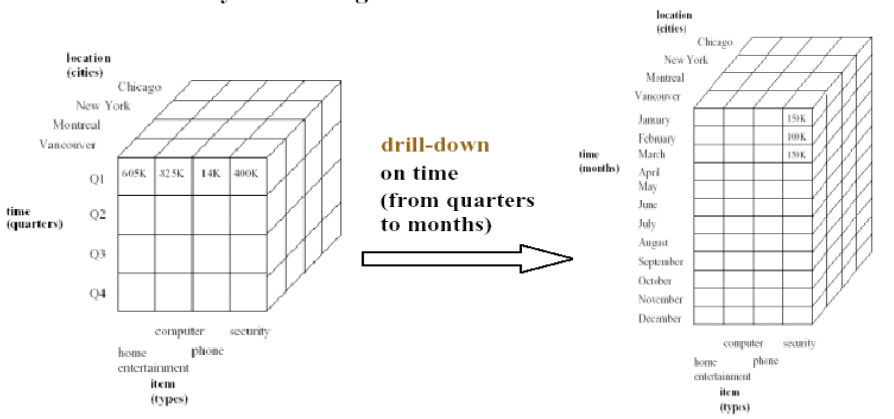 location
(cities)
Chicago
New York
Montreal
Vancouver
Q1
605K 825K 14K 400K
time
(quarters)
Q2
Q3
Q4
computer security
home phone
entertainment
item
(types)
drill-down
on time
(from quarters
to months)
location
(cities)
Chicago
New York
Montreal
Vancouver
time
(months)
January 150K
February 100K
March 150K
April
May
June
July
August
September
October
November
December
computer security
home phone
entertainment
item
(types)